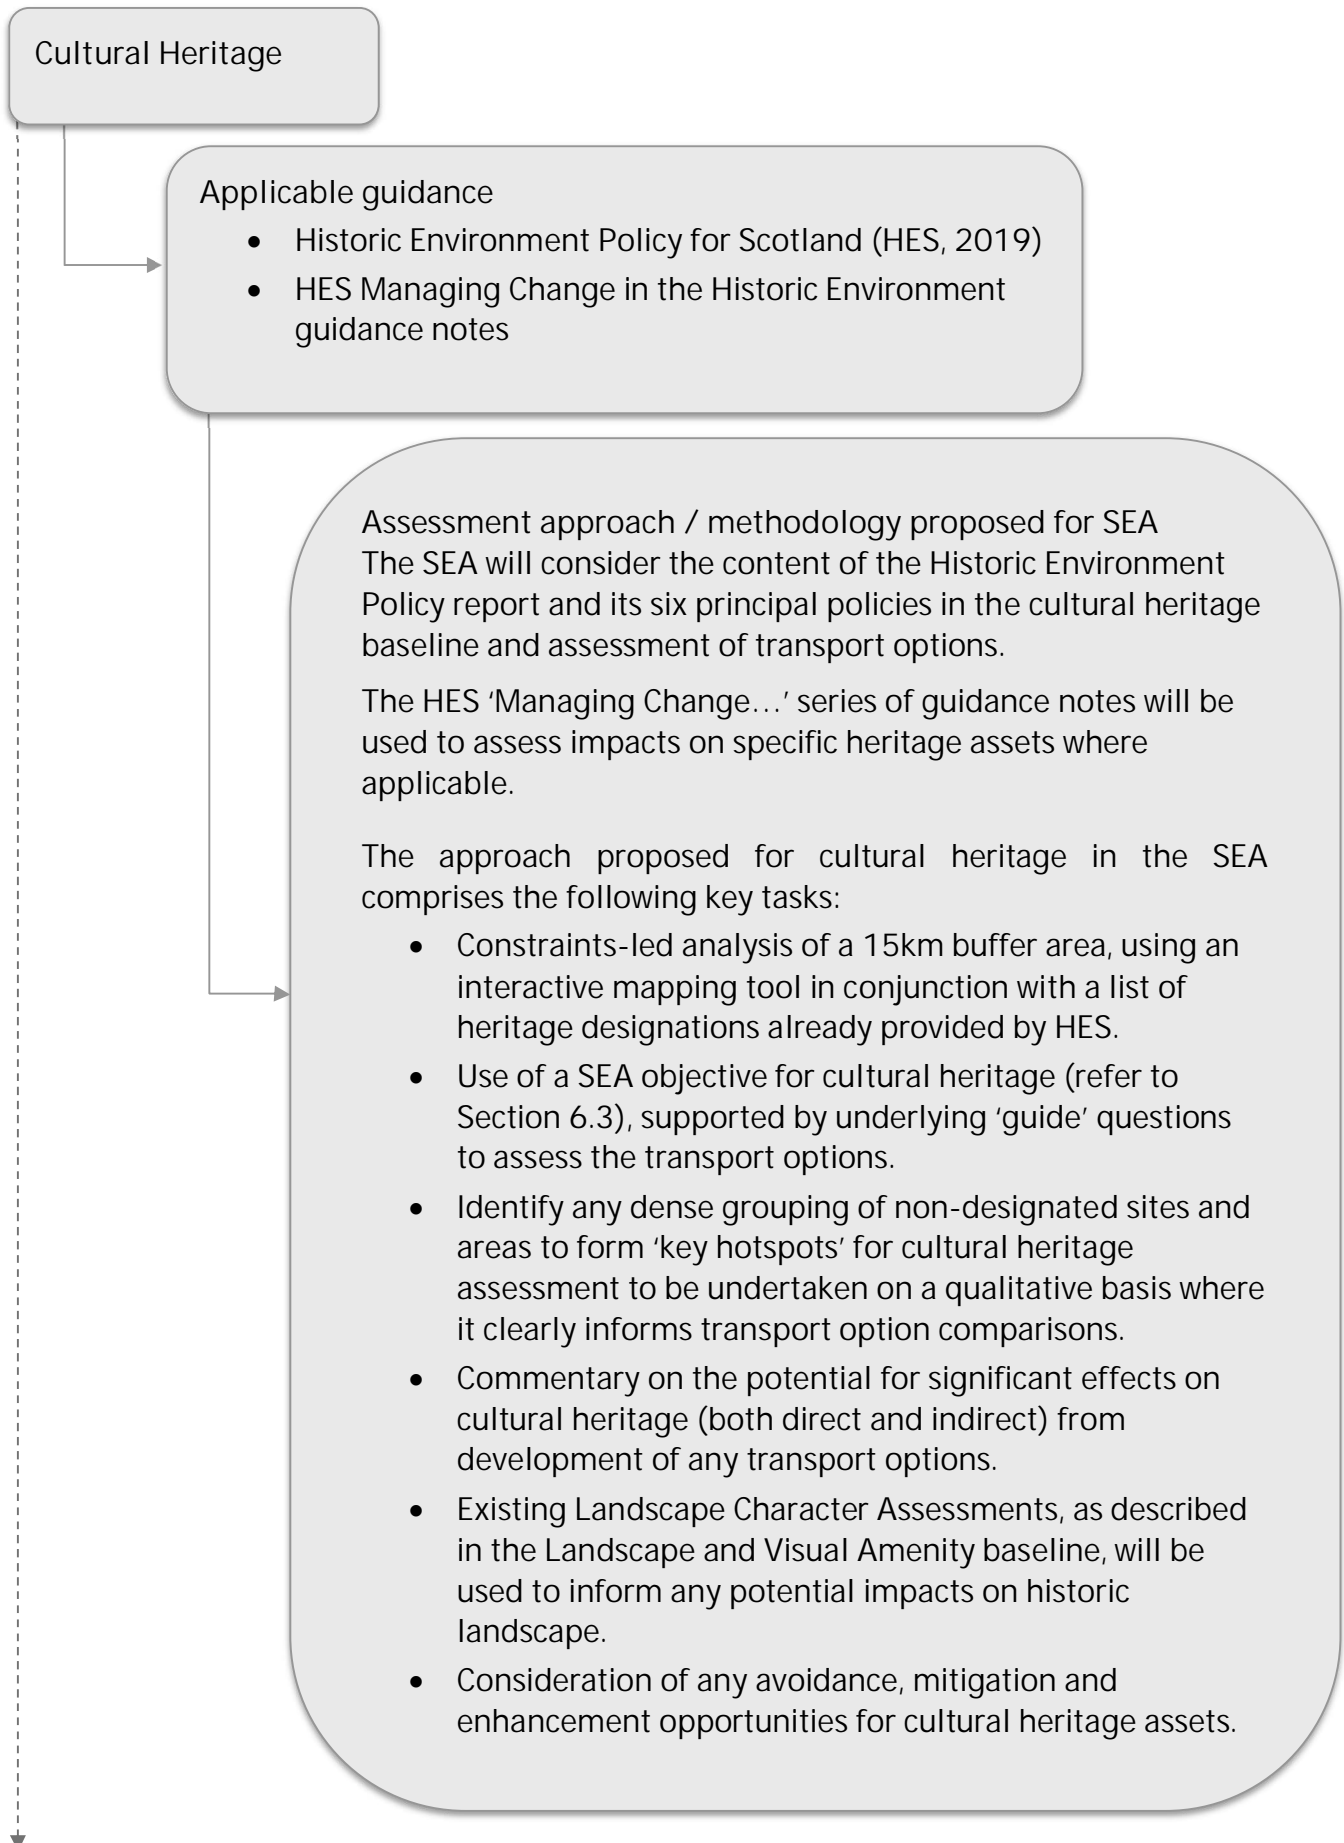 Cultural Heritage
Applicable guidance
• Historic Environment Policy for Scotland (HES, 2019)
• HES Managing Change in the Historic Environment
guidance notes
Assessment approach / methodology proposed for SEA
The SEA will consider the content of the Historic Environment
Policy report and its six principal policies in the cultural heritage
baseline and assessment of transport options.
The HES ‘Managing Change…’ series of guidance notes will be
used to assess impacts on specific heritage assets where
applicable.
The approach proposed for cultural heritage in the SEA
comprises the following key tasks:
• Constraints-led analysis of a 15km buffer area, using an
interactive mapping tool in conjunction with a list of
heritage designations already provided by HES.
• Use of a SEA objective for cultural heritage (refer to
Section 6.3), supported by underlying ‘guide’ questions
to assess the transport options.
• Identify any dense grouping of non-designated sites and
areas to form ‘key hotspots’ for cultural heritage
assessment to be undertaken on a qualitative basis where
it clearly informs transport option comparisons.
• Commentary on the potential for significant effects on
cultural heritage (both direct and indirect) from
development of any transport options.
• Existing Landscape Character Assessments, as described
in the Landscape and Visual Amenity baseline, will be
used to inform any potential impacts on historic
landscape.
• Consideration of any avoidance, mitigation and
enhancement opportunities for cultural heritage assets.